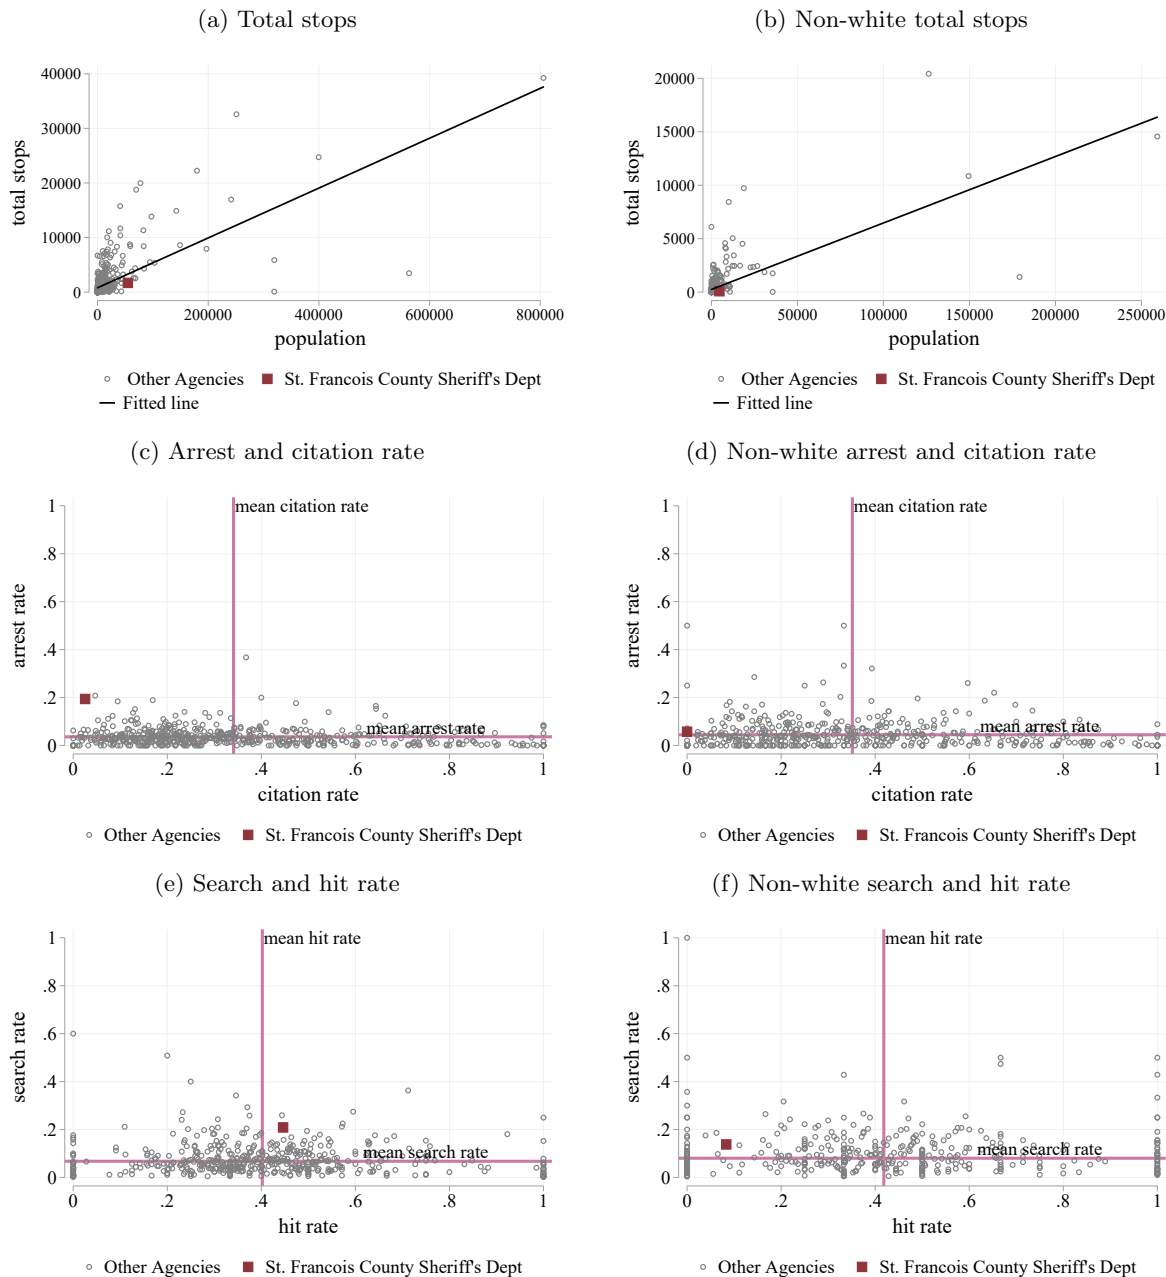 (a) Total stops
(b) Non-white total stops
40000
30000
20000
10000
0
total stops
0
200000
400000
600000
800000
population
Other Agencies
St. Francois County Sheriff's Dept
Fitted line
20000
15000
10000
5000
0
total stops
0
50000
100000
150000
200000
250000
population
Other Agencies
St. Francois County Sheriff's Dept
Fitted line
(c) Arrest and citation rate
(d) Non-white arrest and citation rate
1
.8
.6
.4
.2
0
arrest rate
mean citation rate
mean arrest rate
0
.2
.4
.6
.8
1
citation rate
Other Agencies
St. Francois County Sheriff's Dept
1
.8
.6
.4
.2
0
arrest rate
mean citation rate
mean arrest rate
0
.2
.4
.6
.8
1
citation rate
Other Agencies
St. Francois County Sheriff's Dept
(e) Search and hit rate
(f) Non-white search and hit rate
1
.8
.6
.4
.2
0
search rate
mean hit rate
mean search rate
0
.2
.4
.6
.8
1
hit rate
Other Agencies
St. Francois County Sheriff's Dept
1
.8
.6
.4
.2
0
search rate
mean hit rate
mean search rate
0
.2
.4
.6
.8
1
hit rate
Other Agencies
St. Francois County Sheriff's Dept